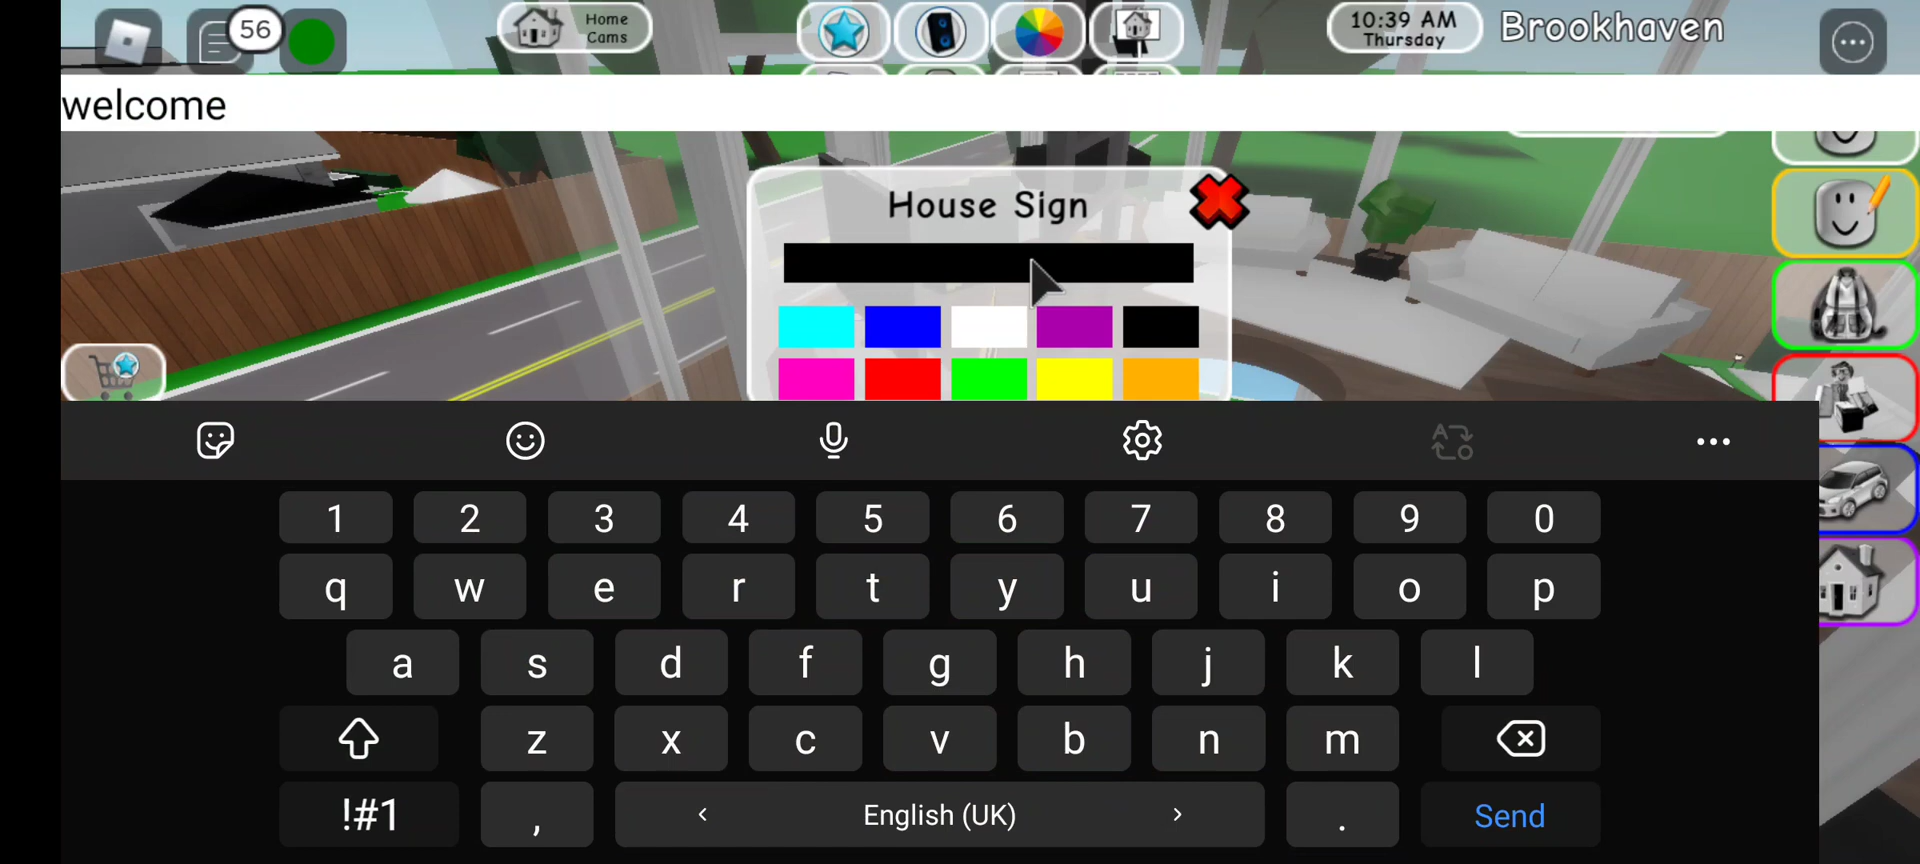 56
Home
Cams
10:39 AM
Thursday
Brookhaven
welcome
House Sign
1 2 3 4 5 6 7 8 9 0
q w e r t y u i o p
a s d f g h j k l
z x c v b n m
!#1 , < English (UK) > . Send